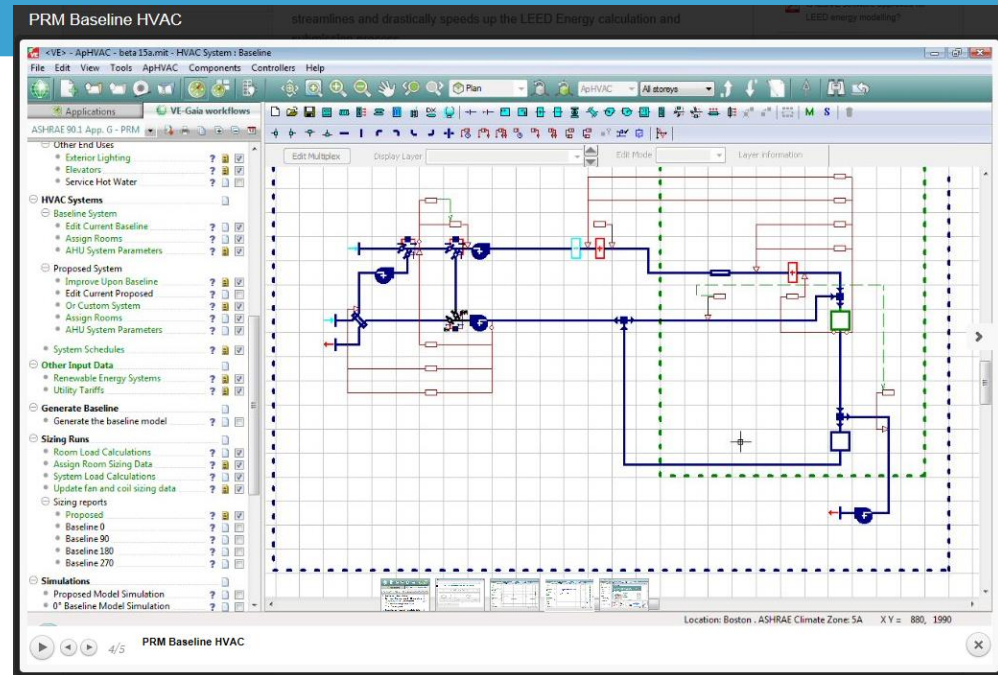 PRM Baseline HVAC
streamlines and drastically speeds up the LEED Energy calculation and
LEED energy modelling?
<VE> - ApHVAC - beta 15a.mit - HVAC System : Baseline
File Edit View Tools ApHVAC Components Controllers Help
Plan
ApHVAC
All storeys
Applications
VE-Gaia workflows
M S
ASHRAE 90.1 App. G - PRM
Edit Multiplex
Display Layer
Edit Mode
Layer information
Other End Uses
Exterior Lighting ?
Elevators ?
Service Hot Water ?
HVAC Systems
Baseline System
Edit Current Baseline ?
Assign Rooms ?
AHU System Parameters ?
Proposed System
Improve Upon Baseline ?
Edit Current Proposed ?
Or Custom System ?
Assign Rooms ?
AHU System Parameters ?
System Schedules ?
Other Input Data
Renewable Energy Systems ?
Utility Tariffs ?
Generate Baseline
Generate the baseline model ?
Sizing Runs
Room Load Calculations ?
Assign Room Sizing Data ?
System Load Calculations ?
Update fan and coil sizing data ?
Sizing reports
Proposed ?
Baseline 0 ?
Baseline 90 ?
Baseline 180 ?
Baseline 270 ?
Simulations
Proposed Model Simulation ?
0° Baseline Model Simulation ?
Location: Boston . ASHRAE Climate Zone: 5A X Y = 880, 1990
4/5 PRM Baseline HVAC